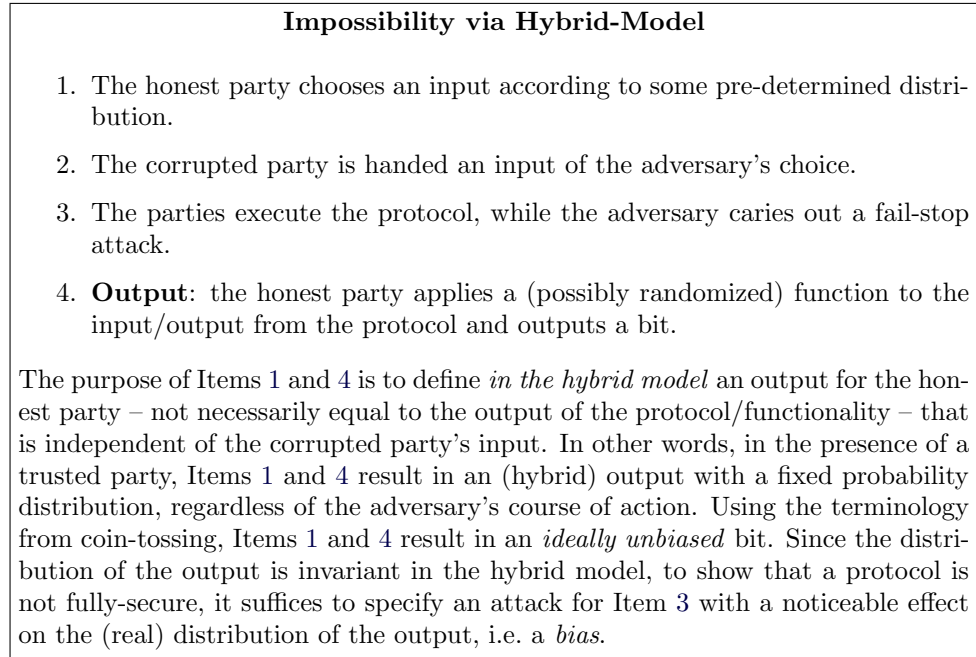 Impossibility via Hybrid-Model
1. The honest party chooses an input according to some pre-determined distri-
bution.
2. The corrupted party is handed an input of the adversary's choice.
3. The parties execute the protocol, while the adversary caries out a fail-stop
attack.
4. Output: the honest party applies a (possibly randomized) function to the
input/output from the protocol and outputs a bit.
The purpose of Items 1 and 4 is to define in the hybrid model an output for the hon-
est party – not necessarily equal to the output of the protocol/functionality – that
is independent of the corrupted party's input. In other words, in the presence of a
trusted party, Items 1 and 4 result in an (hybrid) output with a fixed probability
distribution, regardless of the adversary's course of action. Using the terminology
from coin-tossing, Items 1 and 4 result in an ideally unbiased bit. Since the distri-
bution of the output is invariant in the hybrid model, to show that a protocol is
not fully-secure, it suffices to specify an attack for Item 3 with a noticeable effect
on the (real) distribution of the output, i.e. a bias.